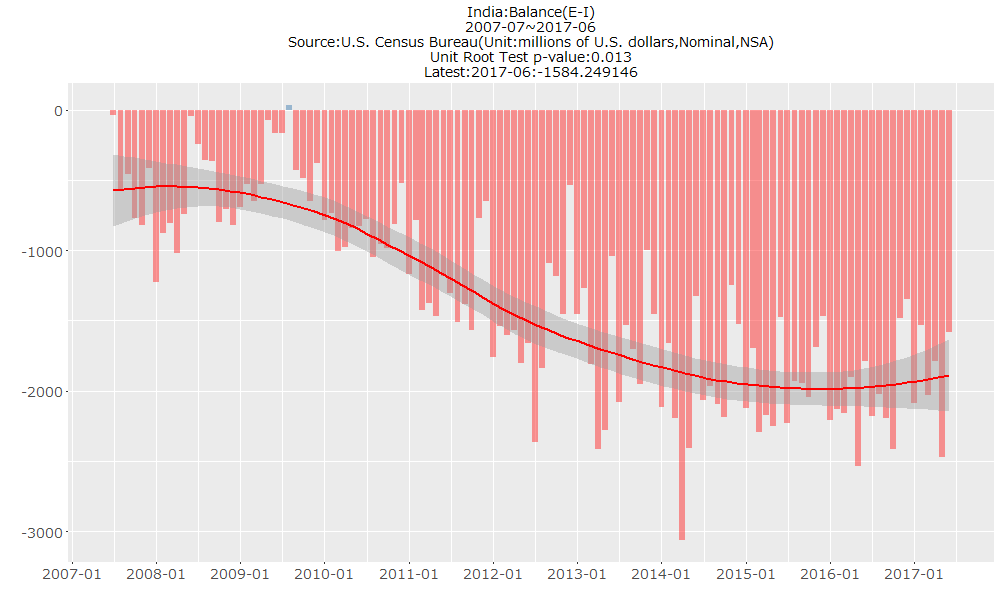 India:Balance(E-I)
2007-07~2017-06
Source:U.S. Census Bureau(Unit:millions of U.S. dollars,Nominal,NSA)
Unit Root Test p-value:0.013
Latest:2017-06:-1584.249146
0
-1000
-2000
-3000
2007-01 2008-01 2009-01 2010-01 2011-01 2012-01 2013-01 2014-01 2015-01 2016-01 2017-01